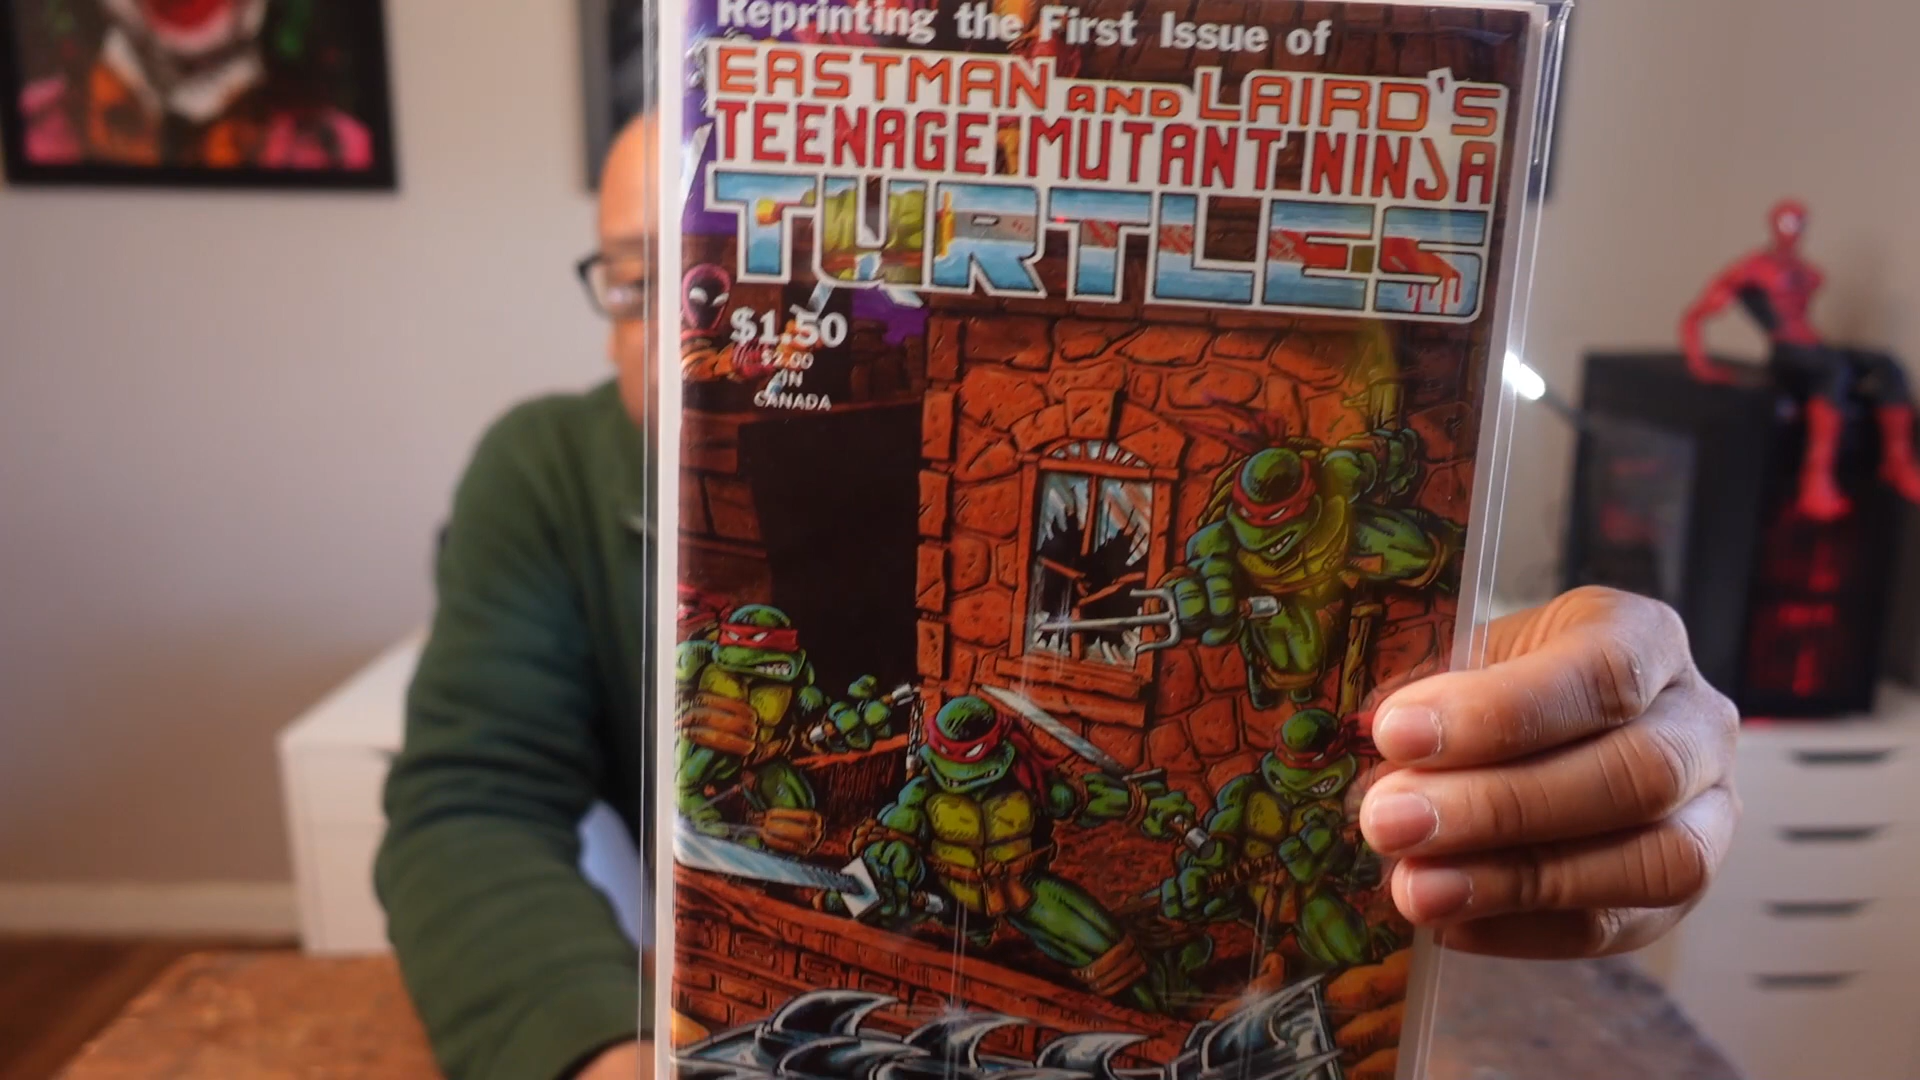 Reprinting the First Issue of
EASTMAN AND LAIRD'S
TEENAGE MUTANT NINJA
TURTLES
$1.50
$2.00
IN
CANADA